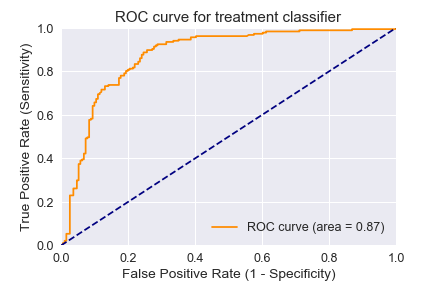 ROC curve for treatment classifier
True Positive Rate (Sensitivity)
1.0
0.8
0.6
0.4
0.2
0.0
ROC curve (area = 0.87)
0.0 0.2 0.4 0.6 0.8 1.0
False Positive Rate (1 - Specificity)